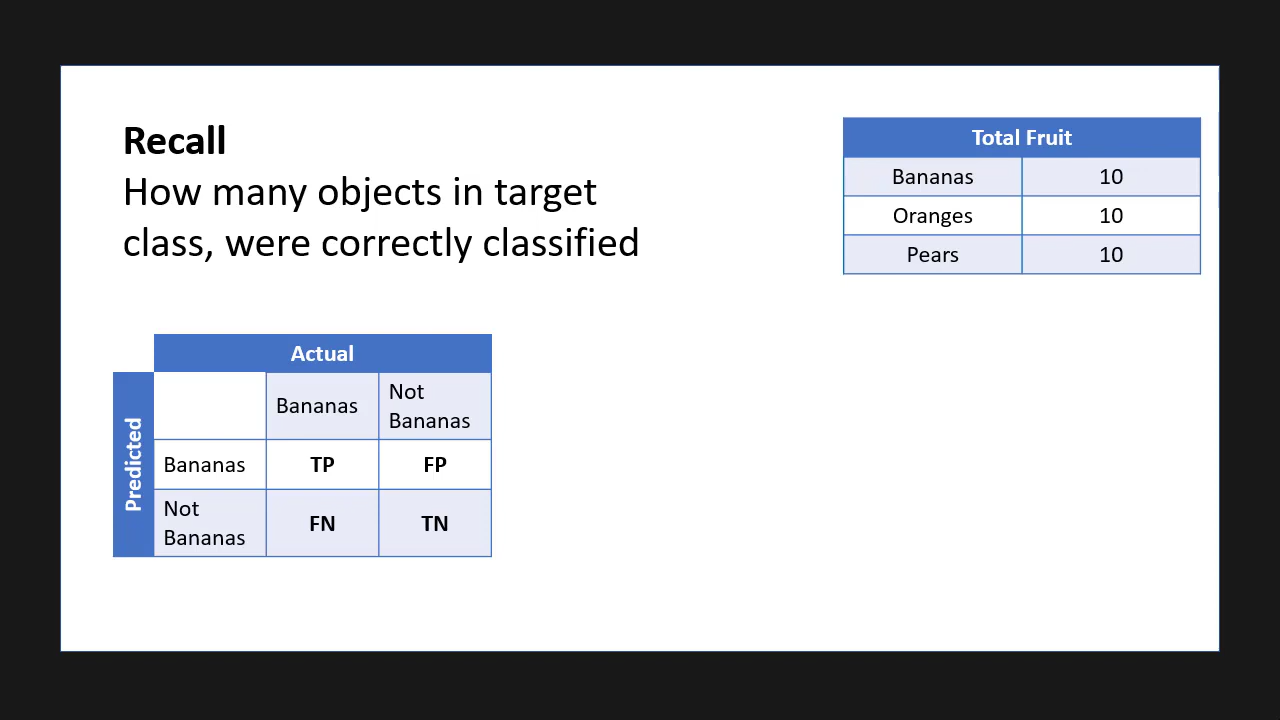 Recall
How many objects in target
class, were correctly classified
Total Fruit
Bananas 10
Oranges 10
Pears 10
Actual
Predicted
Bananas
Not
Bananas
Bananas TP FP
Not
Bananas
FN TN